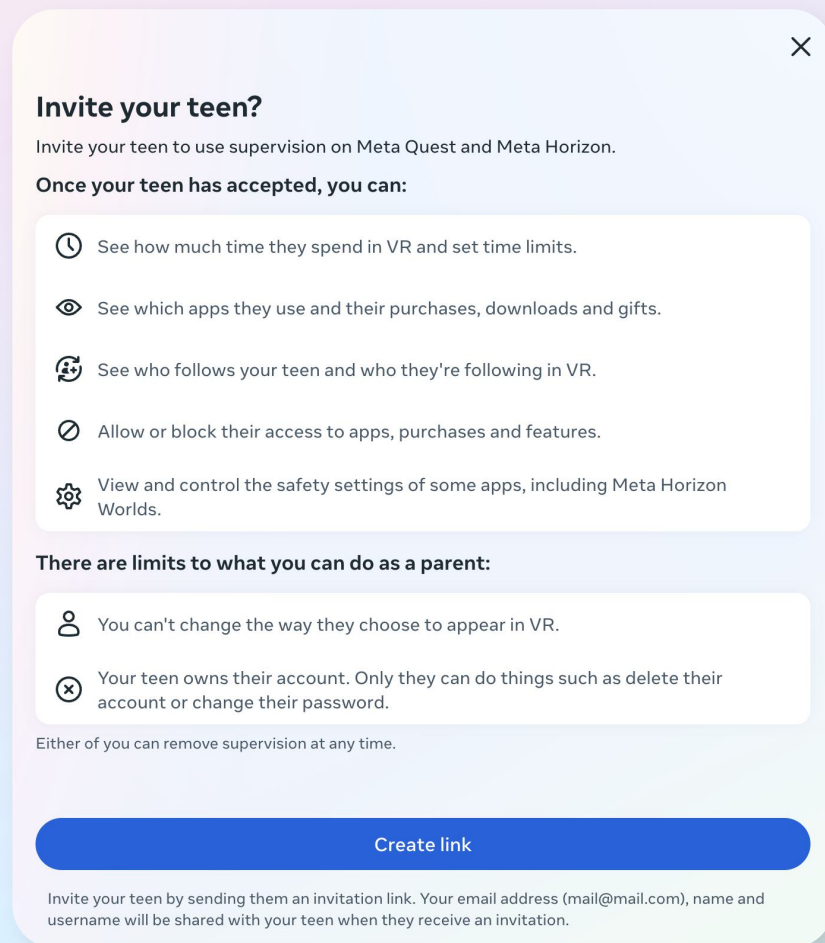 Invite your teen?
Invite your teen to use supervision on Meta Quest and Meta Horizon.
Once your teen has accepted, you can:
See how much time they spend in VR and set time limits.
See which apps they use and their purchases, downloads and gifts.
See who follows your teen and who they're following in VR.
Allow or block their access to apps, purchases and features.
View and control the safety settings of some apps, including Meta Horizon
Worlds.
There are limits to what you can do as a parent:
You can't change the way they choose to appear in VR.
Your teen owns their account. Only they can do things such as delete their
account or change their password.
Either of you can remove supervision at any time.
Create link
Invite your teen by sending them an invitation link. Your email address (mail@mail.com), name and
username will be shared with your teen when they receive an invitation.